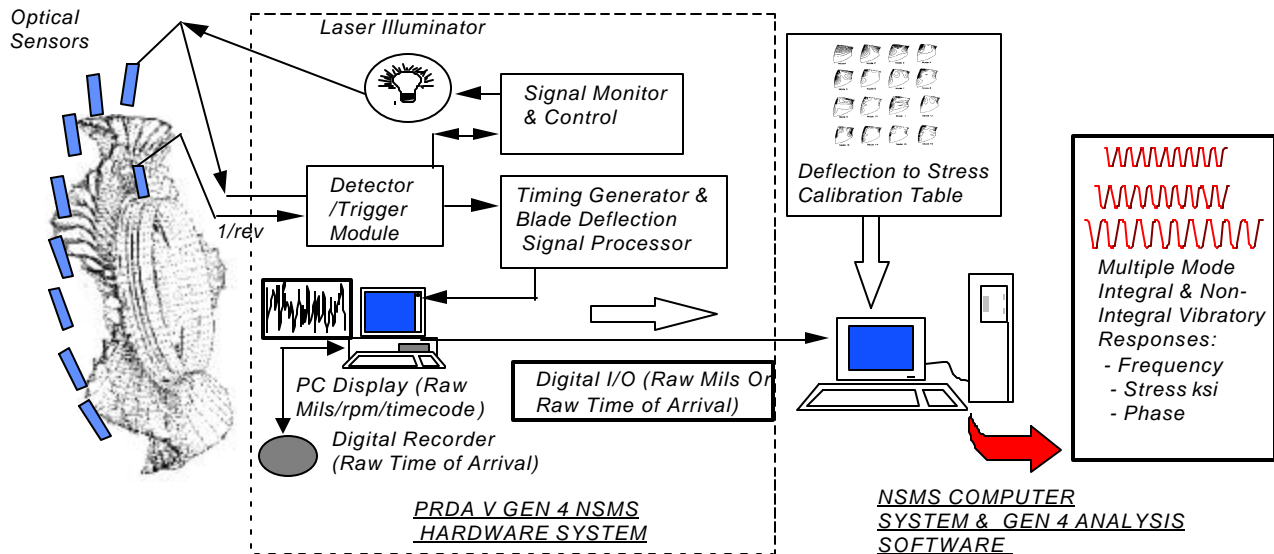 Optical
Sensors
Laser Illuminator
Signal Monitor
& Control
Detector
/Trigger
Module
1/rev
Timing Generator &
Blade Deflection
Signal Processor
PC Display (Raw
Mils/rpm/timecode)
Digital Recorder
(Raw Time of Arrival)
Digital I/O (Raw Mils Or
Raw Time of Arrival)
PRDA V GEN 4 NSMS
HARDWARE SYSTEM
Deflection to Stress
Calibration Table
NSMS COMPUTER
SYSTEM & GEN 4 ANALYSIS
SOFTWARE
Multiple Mode
Integral & Non-
Integral Vibratory
Responses:
- Frequency
- Stress ksi
- Phase